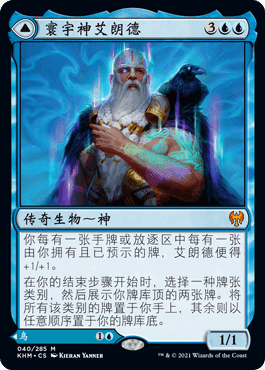 寰宇神艾朗德 3
传奇生物～神
你每有一张手牌或放逐区中每有一张
由你拥有且已预示的牌，艾朗德便得
+1/+1。
在你的结束步骤开始时，选择一种牌张
类别，然后展示你牌库顶的两张牌。将
所有该类别的牌置于你手上，其余则以
任意顺序置于你的牌库底。
鸟
1/1
040/285 M
KHM • CS KIERAN YANNER
™ & © 2021 Wizards of the Coast